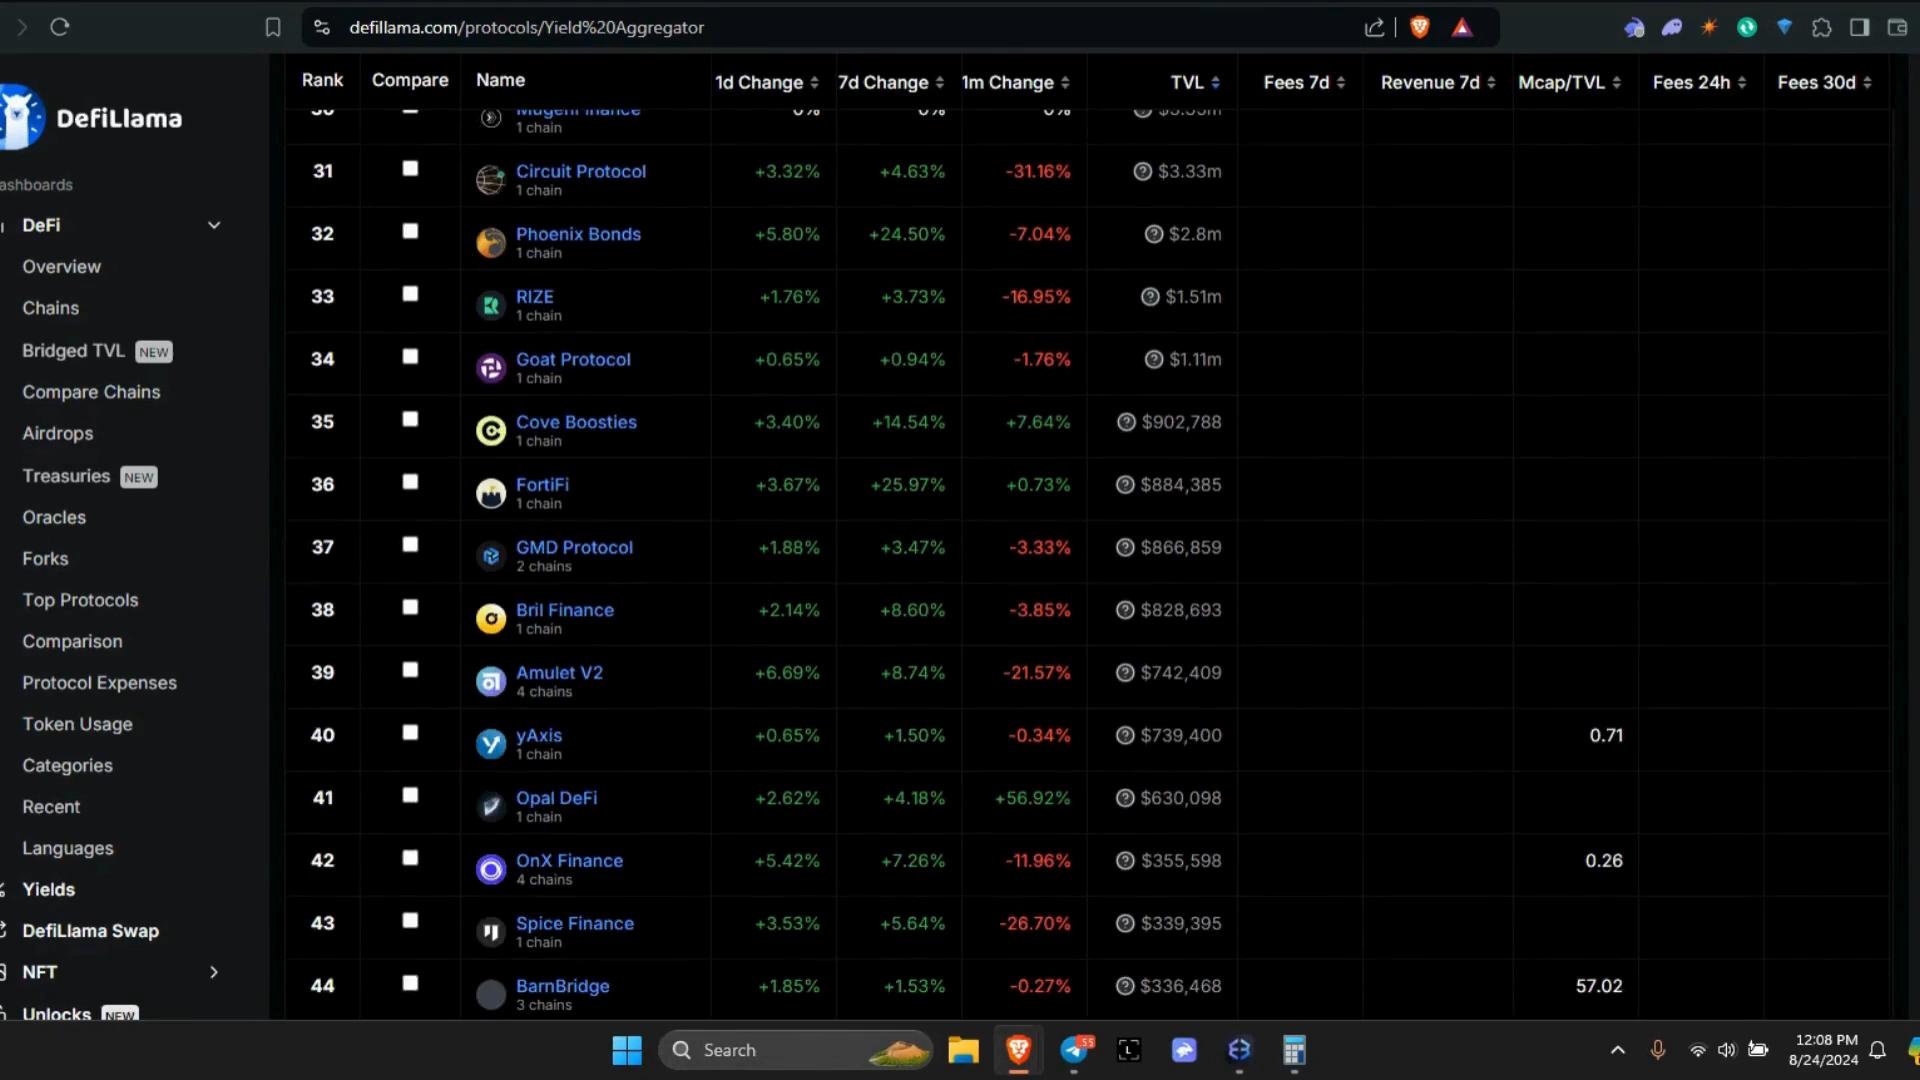 defillama.com/protocols/Yield%20Aggregator
DefiLlama
ashboards
DeFi
Overview
Chains
Bridged TVL NEW
Compare Chains
Airdrops
Treasuries NEW
Oracles
Forks
Top Protocols
Comparison
Protocol Expenses
Token Usage
Categories
Recent
Languages
Yields
DefiLlama Swap
NFT
Unlocks NEW
Rank Compare Name 1d Change 7d Change 1m Change TVL Fees 7d Revenue 7d Mcap/TVL Fees 24h Fees 30d
1 chain
31 Circuit Protocol +3.32% +4.63% -31.16% $3.33m
1 chain
32 Phoenix Bonds +5.80% +24.50% -7.04% $2.8m
1 chain
33 RIZE +1.76% +3.73% -16.95% $1.51m
1 chain
34 Goat Protocol +0.65% +0.94% -1.76% $1.11m
1 chain
35 Cove Boosties +3.40% +14.54% +7.64% $902,788
1 chain
36 FortiFi +3.67% +25.97% +0.73% $884,385
1 chain
37 GMD Protocol +1.88% +3.47% -3.33% $866,859
2 chains
38 Bril Finance +2.14% +8.60% -3.85% $828,693
1 chain
39 Amulet V2 +6.69% +8.74% -21.57% $742,409
4 chains
40 yAxis +0.65% +1.50% -0.34% $739,400 0.71
1 chain
41 Opal DeFi +2.62% +4.18% +56.92% $630,098
1 chain
42 OnX Finance +5.42% +7.26% -11.96% $355,598 0.26
4 chains
43 Spice Finance +3.53% +5.64% -26.70% $339,395
1 chain
44 BarnBridge +1.85% +1.53% -0.27% $336,468 57.02
3 chains
Search
55
12:08 PM
8/24/2024